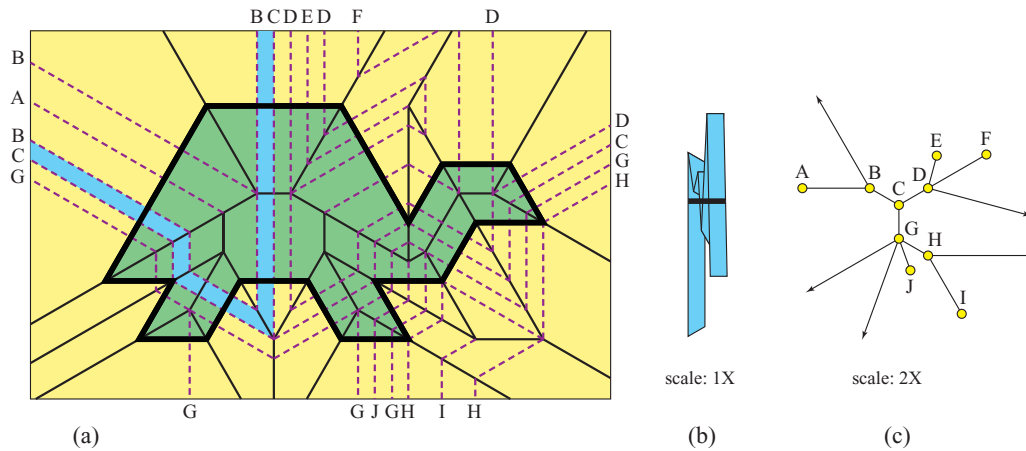 B C D E D F D
B
A
B
C
G
D
C
G
H
G G J G H I H
(a)
scale: 1X
(b)
A B C D E F
G H I J
scale: 2X
(c)